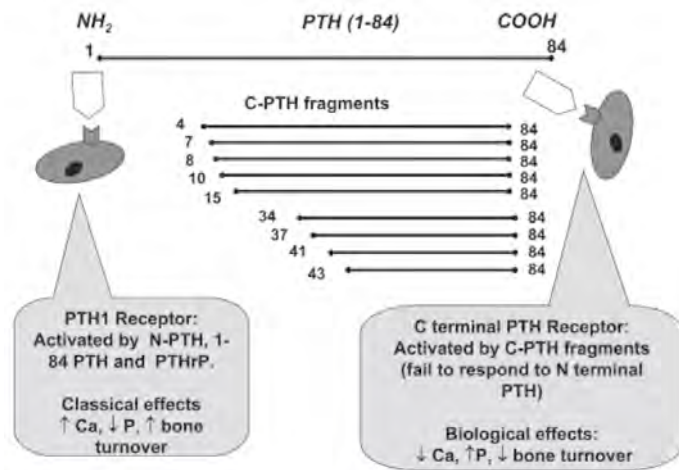 NH2 PTH (1-84) COOH
1 84
C-PTH fragments
4 84
7 84
8 84
10 84
15 84
34 84
37 84
41 84
43 84
PTH1 Receptor:
Activated by N-PTH, 1-
84 PTH and PTHrP.
Classical effects
↑ Ca, ↓ P, ↑ bone
turnover
C terminal PTH Receptor:
Activated by C-PTH fragments
(fail to respond to N terminal
PTH)
Biological effects:
↓ Ca, ↑P, ↓ bone turnover